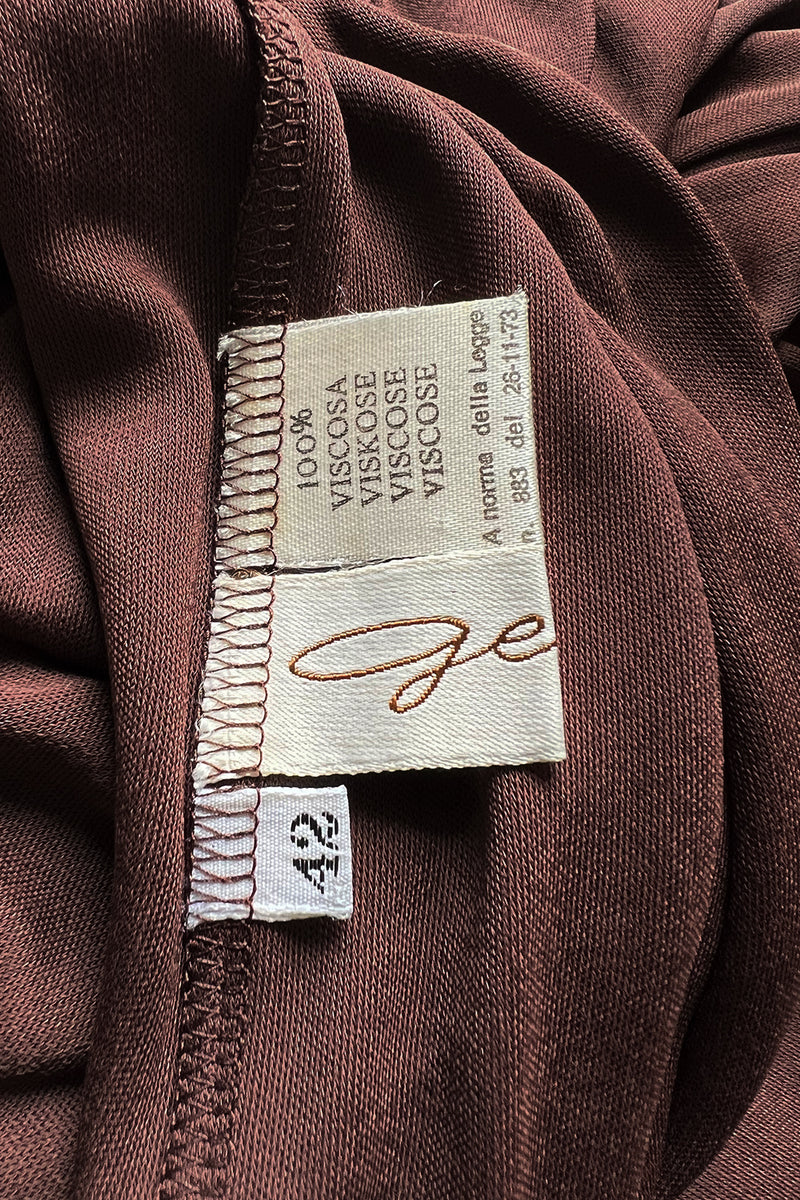 100%
VISCOSA
VISKOSE
VISCOSE
VISCOSE
A norma della Legge
n. 883 del 26-11-73
ge
42